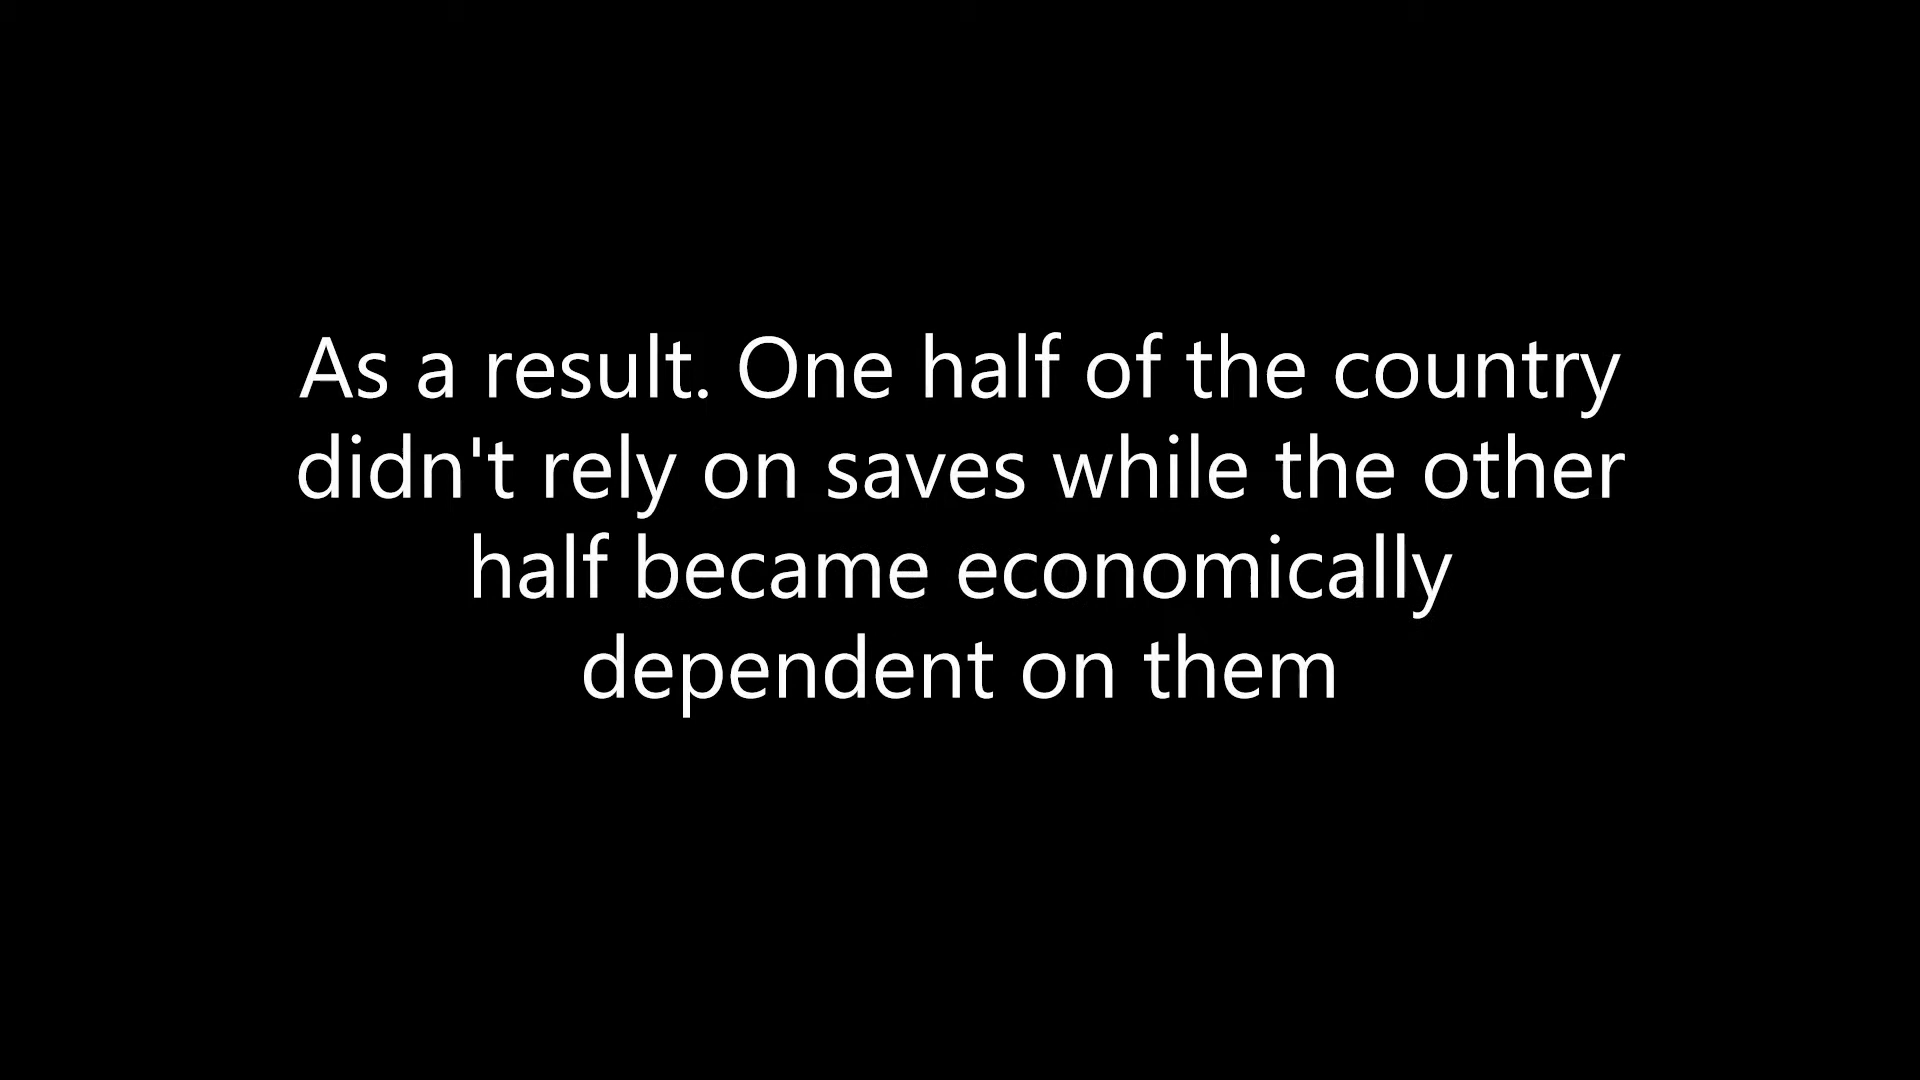 As a result. One half of the country
didn't rely on saves while the other
half became economically
dependent on them